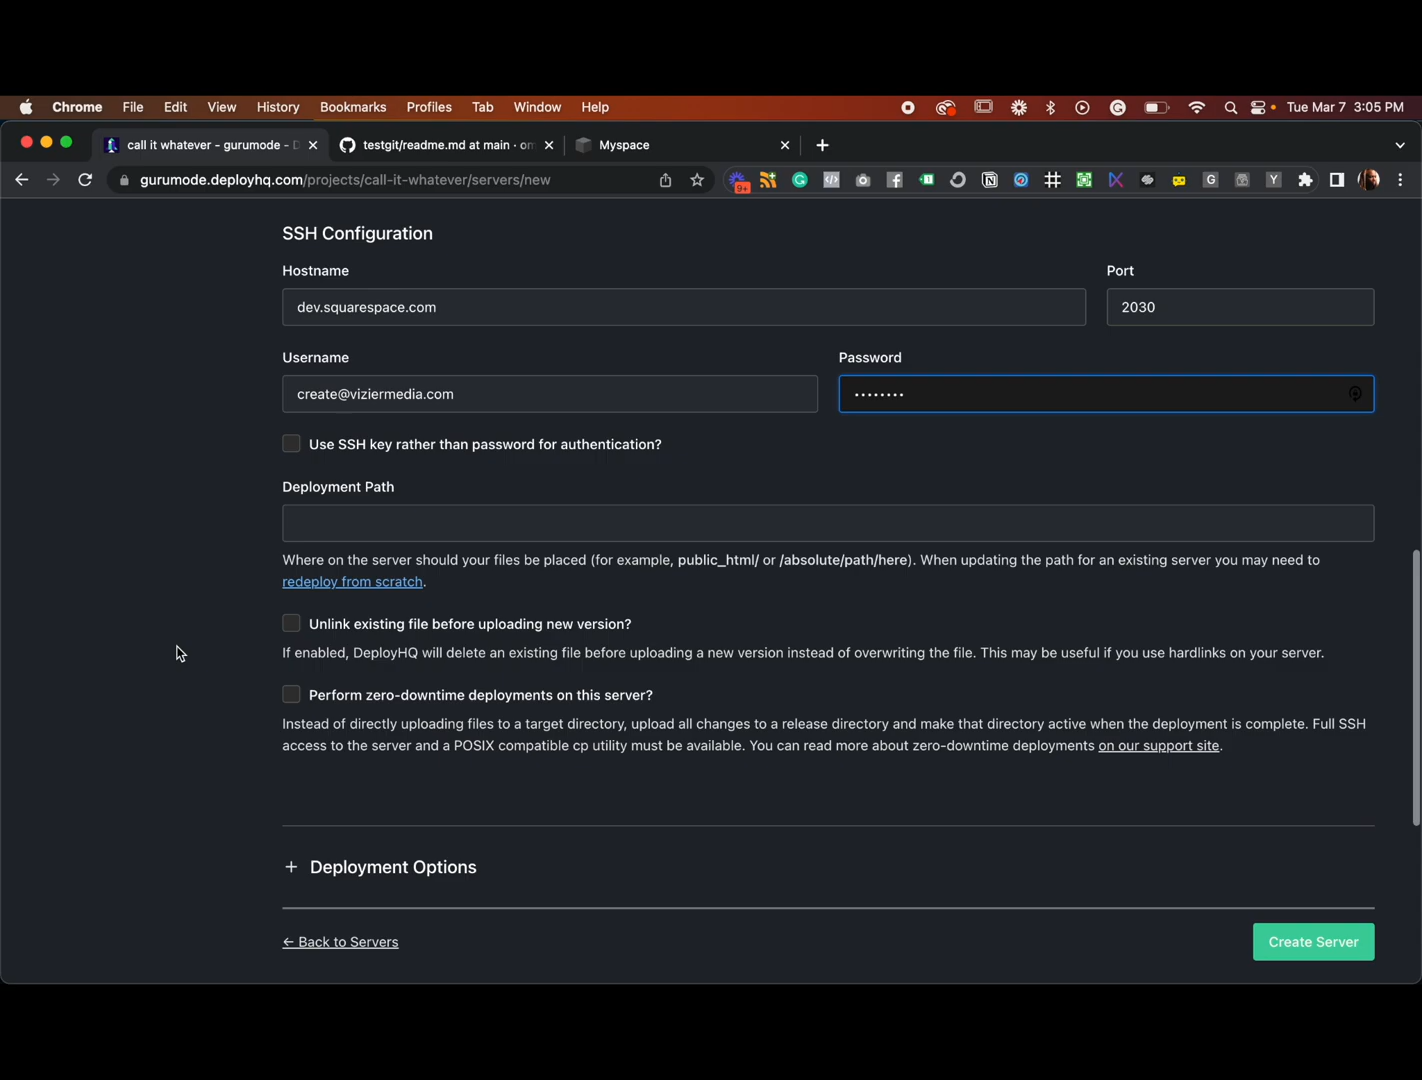 Chrome File Edit View History Bookmarks Profiles Tab Window Help Tue Mar 7 3:05 PM
call it whatever - gurumode - D testgit/readme.md at main · om Myspace
gurumode.deployhq.com/projects/call-it-whatever/servers/new
9+
SSH Configuration
Hostname Port
dev.squarespace.com 2030
Username Password
create@viziermedia.com ••••••••
Use SSH key rather than password for authentication?
Deployment Path
Where on the server should your files be placed (for example, public_html/ or /absolute/path/here). When updating the path for an existing server you may need to
redeploy from scratch.
Unlink existing file before uploading new version?
If enabled, DeployHQ will delete an existing file before uploading a new version instead of overwriting the file. This may be useful if you use hardlinks on your server.
Perform zero-downtime deployments on this server?
Instead of directly uploading files to a target directory, upload all changes to a release directory and make that directory active when the deployment is complete. Full SSH
access to the server and a POSIX compatible cp utility must be available. You can read more about zero-downtime deployments on our support site.
+ Deployment Options
← Back to Servers Create Server